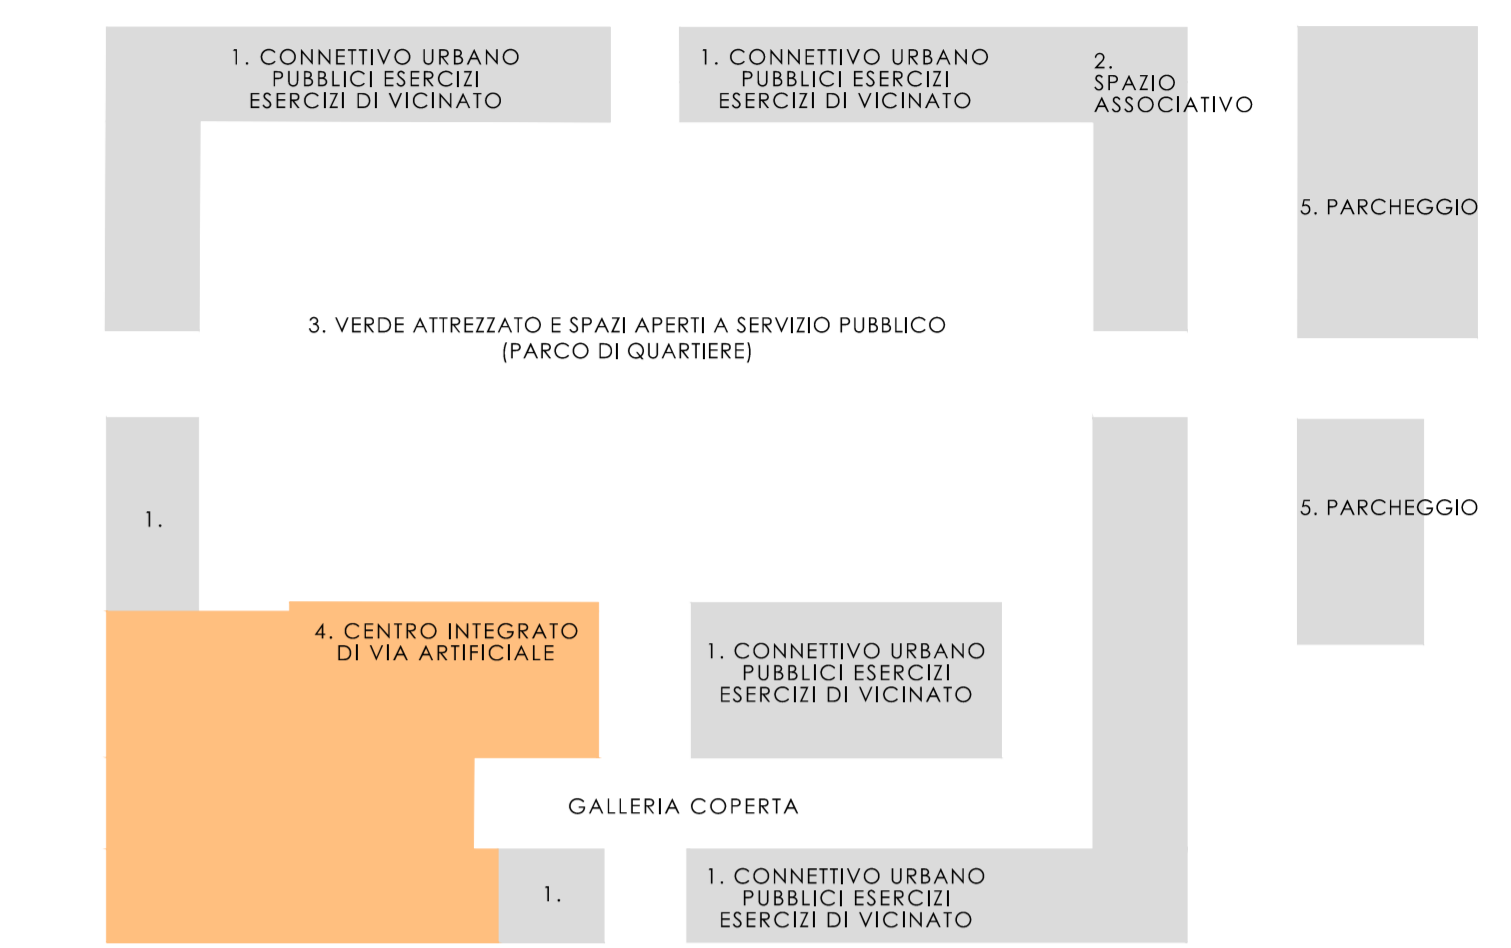 1. CONNETTIVO URBANO
PUBBLICI ESERCIZI
ESERCIZI DI VICINATO
1. CONNETTIVO URBANO
PUBBLICI ESERCIZI
ESERCIZI DI VICINATO
2.
SPAZIO
ASSOCIATIVO
5. PARCHEGGIO
3. VERDE ATTREZZATO E SPAZI APERTI A SERVIZIO PUBBLICO
(PARCO DI QUARTIERE)
1.
5. PARCHEGGIO
4. CENTRO INTEGRATO
DI VIA ARTIFICIALE
1. CONNETTIVO URBANO
PUBBLICI ESERCIZI
ESERCIZI DI VICINATO
GALLERIA COPERTA
1.
1. CONNETTIVO URBANO
PUBBLICI ESERCIZI
ESERCIZI DI VICINATO